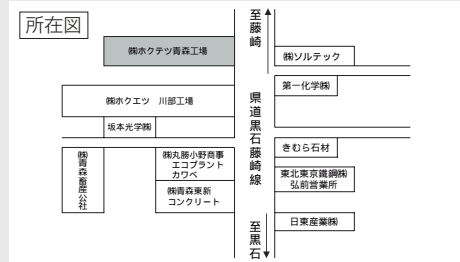 所在図
至藤崎
㈱ホクテツ青森工場
㈱ソルテック
第一化学㈱
㈱ホクエツ　川部工場
県道黒石藤崎線
坂本光学㈱
きむら石材
㈱青森畜産公社
㈱丸勝小野商事
エコプラント
カワベ
東北東京鐵鋼㈱
弘前営業所
㈱青森東新
コンクリート
日東産業㈱
至黒石